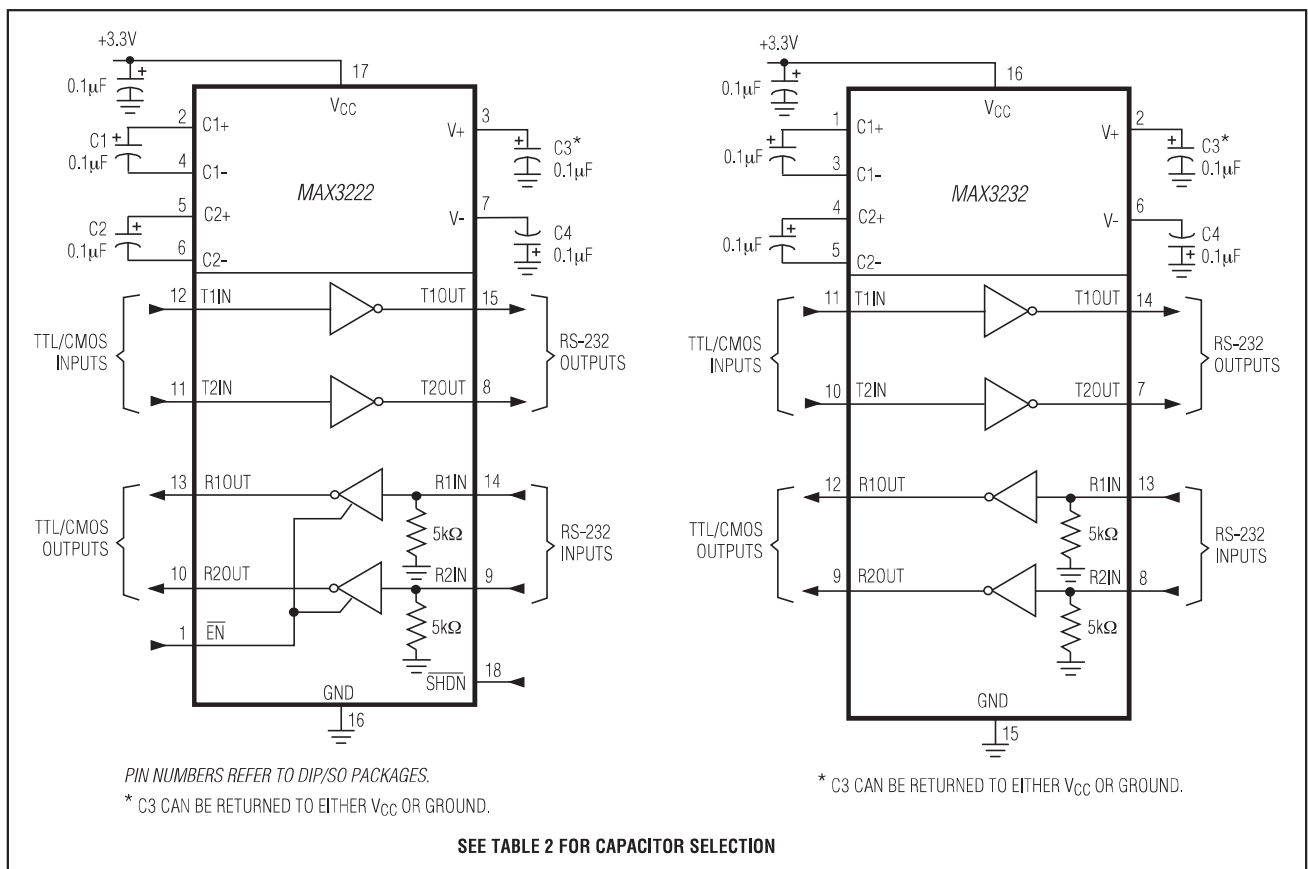 +3.3V
0.1µF
+
17
VCC
2
C1+
C1
+
0.1µF
4
C1-
5
C2+
C2
+
0.1µF
6
C2-
MAX3222
3
V+
+
C3*
0.1µF
7
V-
C4
+
0.1µF
12
T1IN
T1OUT
15
TTL/CMOS
INPUTS
RS-232
OUTPUTS
11
T2IN
T2OUT
8
13
R1OUT
R1IN
14
5kΩ
TTL/CMOS
OUTPUTS
RS-232
INPUTS
10
R2OUT
R2IN
9
5kΩ
1
EN
SHDN
18
GND
16
PIN NUMBERS REFER TO DIP/SO PACKAGES.
* C3 CAN BE RETURNED TO EITHER VCC OR GROUND.
+3.3V
0.1µF
+
16
VCC
1
C1+
+
0.1µF
3
C1-
4
C2+
+
0.1µF
5
C2-
MAX3232
2
V+
+
C3*
0.1µF
6
V-
C4
+
0.1µF
11
T1IN
T1OUT
14
TTL/CMOS
INPUTS
RS-232
OUTPUTS
10
T2IN
T2OUT
7
12
R1OUT
R1IN
13
5kΩ
TTL/CMOS
OUTPUTS
RS-232
INPUTS
9
R2OUT
R2IN
8
5kΩ
GND
15
* C3 CAN BE RETURNED TO EITHER VCC OR GROUND.
SEE TABLE 2 FOR CAPACITOR SELECTION